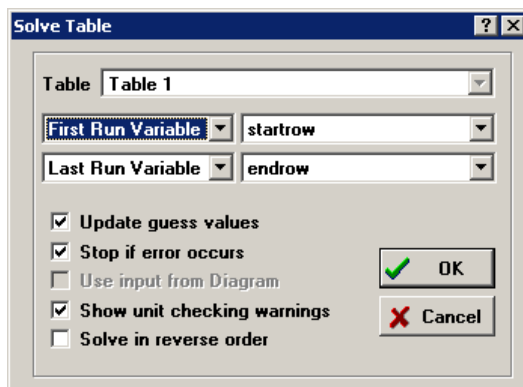 Solve Table
Table Table 1
First Run Variable startrow
Last Run Variable endrow
Update guess values
Stop if error occurs
Use input from Diagram
Show unit checking warnings
Solve in reverse order
OK
Cancel